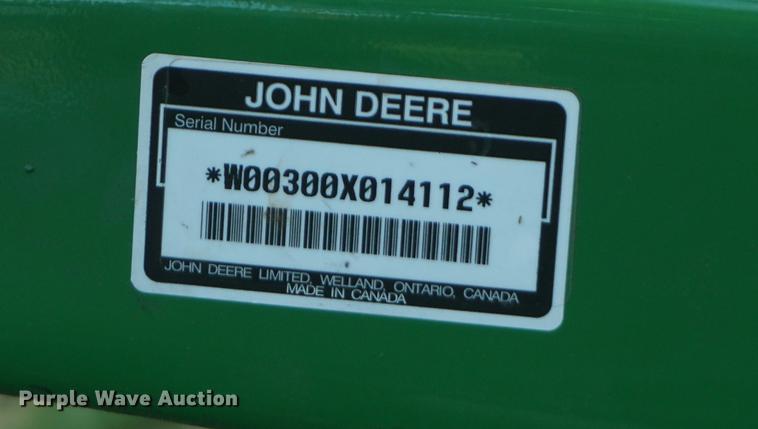 JOHN DEERE
Serial Number
*W00300X014112*
JOHN DEERE LIMITED, WELLAND, ONTARIO, CANADA
MADE IN CANADA
Purple Wave Auction